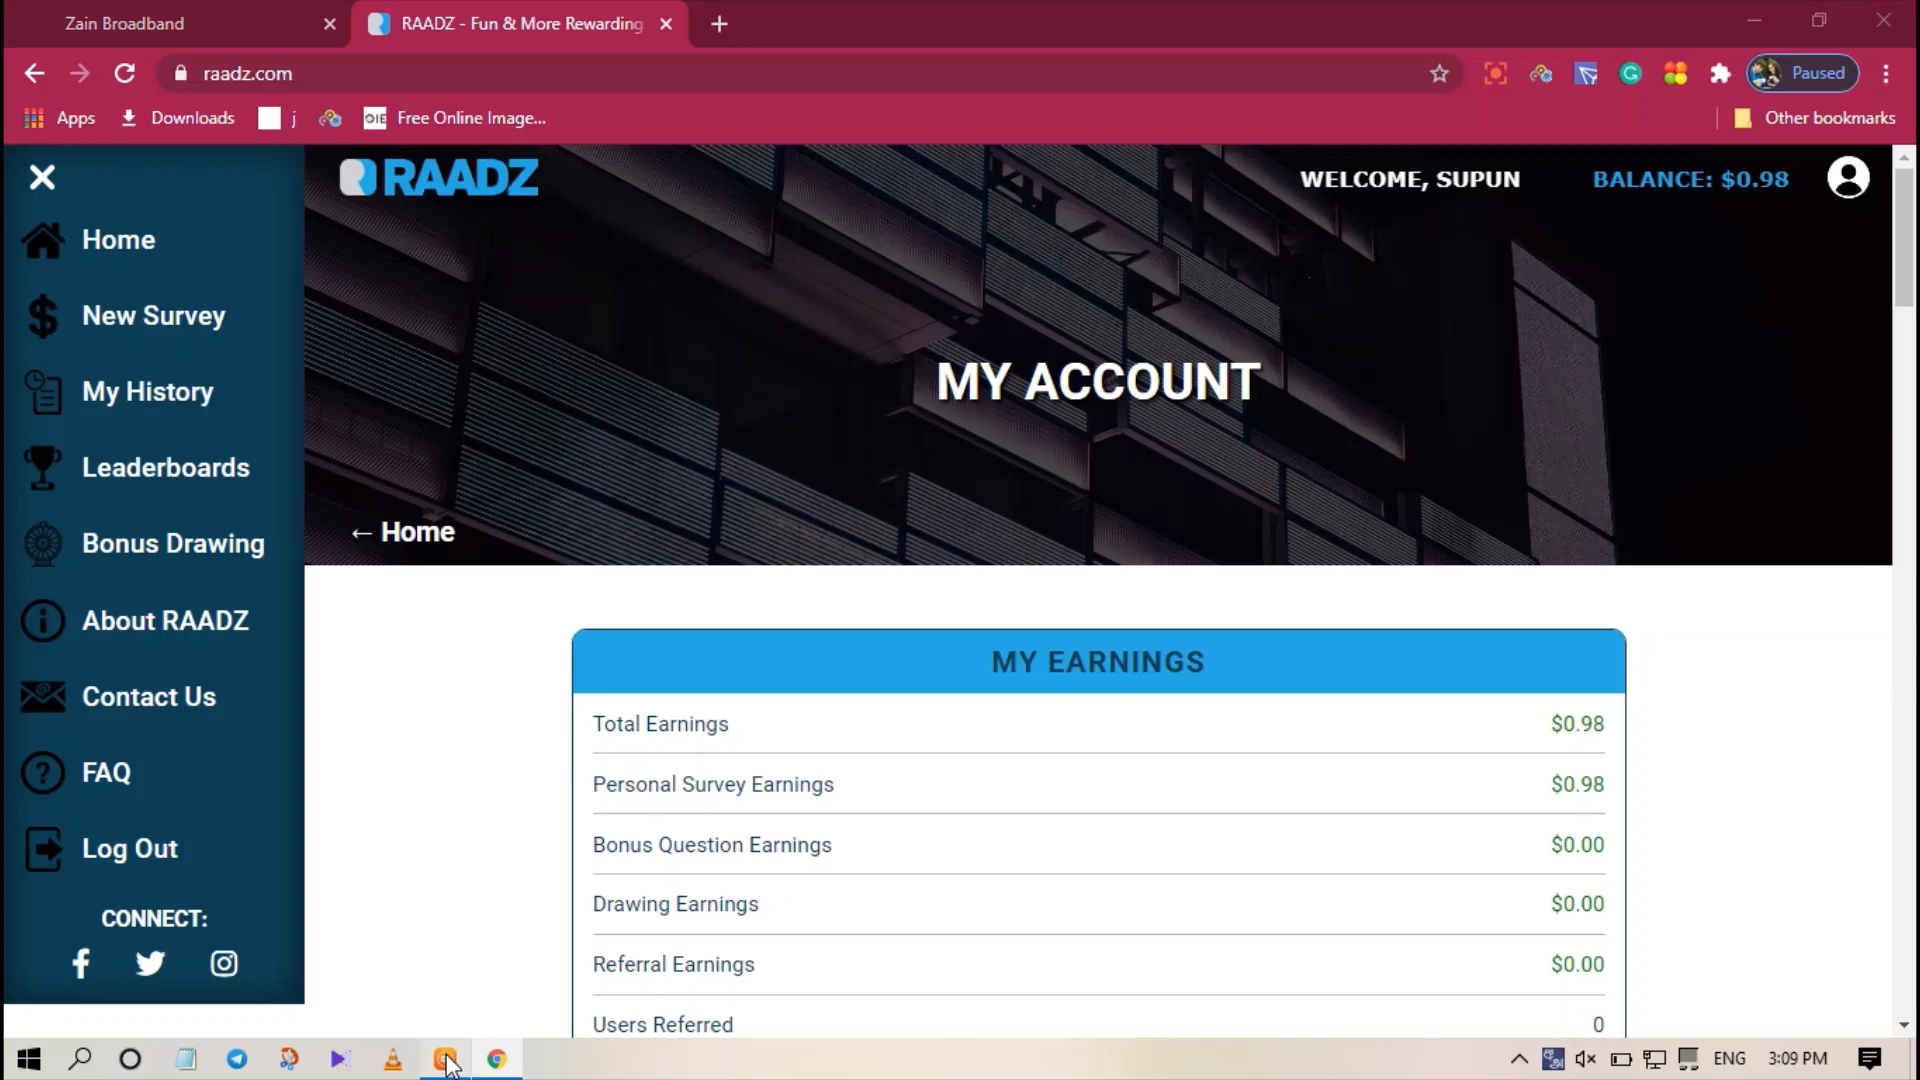 Zain Broadband
RAADZ - Fun & More Rewarding
raadz.com
Paused
Apps
Downloads
j
OIE
Free Online Image...
Other bookmarks
RAADZ
WELCOME, SUPUN
BALANCE: $0.98
Home
New Survey
My History
Leaderboards
Bonus Drawing
About RAADZ
Contact Us
FAQ
Log Out
CONNECT:
MY ACCOUNT
← Home
MY EARNINGS
Total Earnings $0.98
Personal Survey Earnings $0.98
Bonus Question Earnings $0.00
Drawing Earnings $0.00
Referral Earnings $0.00
Users Referred 0
ENG
3:09 PM